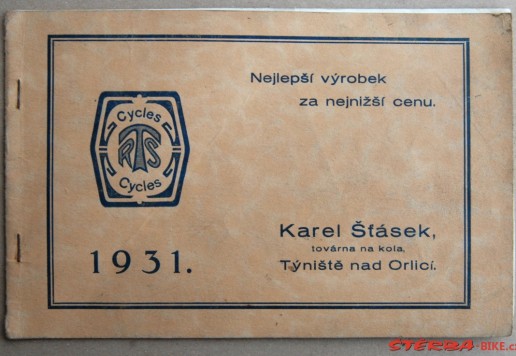 Nejlepší výrobek
za nejnižší cenu.
Cycles
RTS
Cycles
Karel Šťásek,
továrna na kola,
Týniště nad Orlicí.
1931.
ŠTĚRBA-BIKE.cz